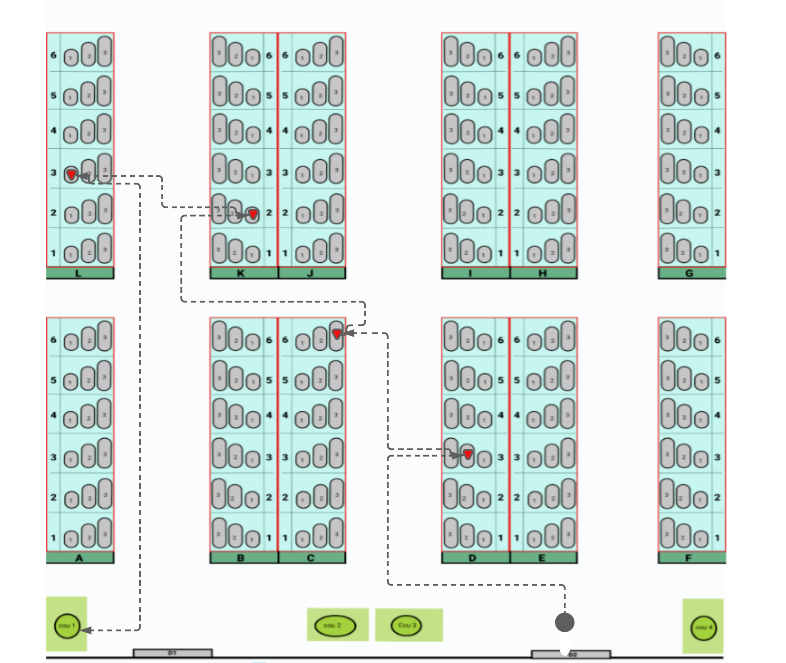 6 1 2 3 3 2 1 6 6 1 2 3 3 2 1 6 6 1 2 3 3 2 1 6
5 1 2 3 3 2 1 5 5 1 2 3 3 2 1 5 5 1 2 3 3 2 1 5
4 1 2 3 3 2 1 4 4 1 2 3 3 2 1 4 4 1 2 3 3 2 1 4
3 3 3 2 1 3 3 1 2 3 3 2 1 3 3 1 2 3 3 2 1 3
2 1 2 3 3 2 2 1 2 3 3 2 1 2 2 1 2 3 3 2 1 2
1 1 2 3 3 2 1 1 1 1 2 3 3 2 1 1 1 1 2 3 3 2 1 1
L K J I H G
6 1 2 3 3 2 1 6 6 1 2 3 2 1 6 6 1 2 3 3 2 1 6
5 1 2 3 3 2 1 5 5 1 2 3 3 2 1 5 5 1 2 3 3 2 1 5
4 1 2 3 3 2 1 4 4 1 2 3 3 2 1 4 4 1 2 3 3 2 1 4
3 1 2 3 3 2 1 3 3 1 2 3 3 1 3 3 1 2 3 3 2 1 3
2 1 2 3 3 2 1 2 2 1 2 3 3 2 1 2 2 1 2 3 3 2 1 2
1 1 2 3 3 2 1 1 1 1 2 3 3 2 1 1 1 1 2 3 3 2 1 1
A B C D E F
cou 1 cou 2 Cou 3 cou 4
D1 D2